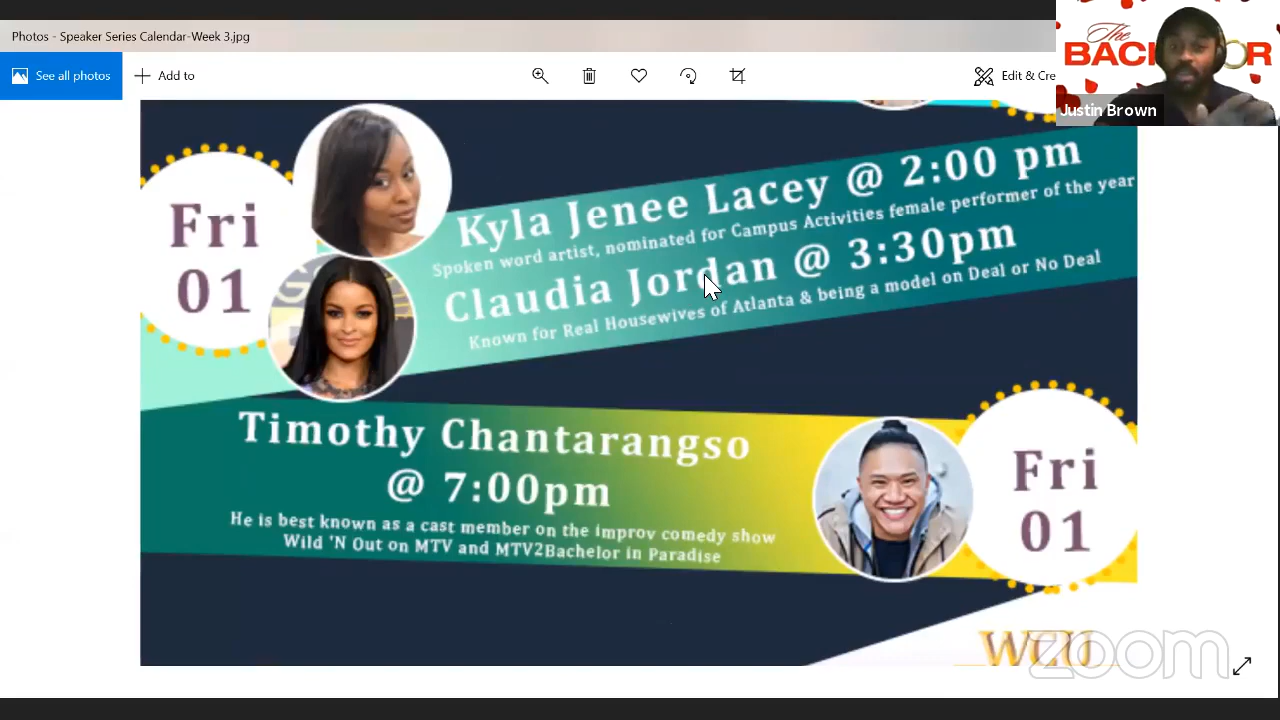 Photos - Speaker Series Calendar-Week 3.jpg
See all photos
Add to
Edit & Cre
The
BACHELOR
Justin Brown
Fri
01
Kyla Jenee Lacey @ 2:00 pm
Spoken word artist, nominated for Campus Activities female performer of the year
Claudia Jordan @ 3:30pm
Known for Real Housewives of Atlanta & being a model on Deal or No Deal
Timothy Chantarangso
@ 7:00pm
He is best known as a cast member on the improv comedy show
Wild 'N Out on MTV and MTV2Bachelor in Paradise
Fri
01
WCU
zoom